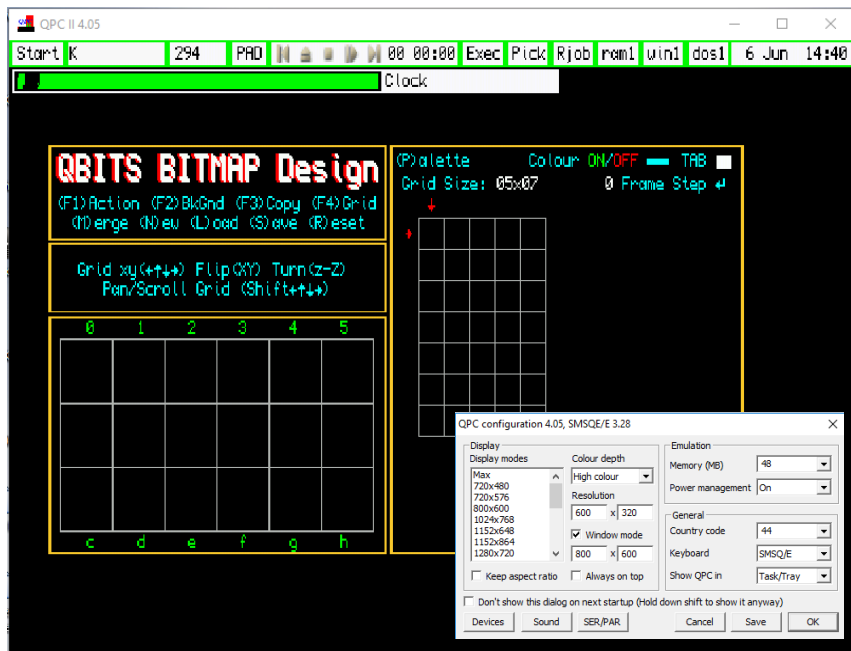 QPC II 4.05
Start K 294 PAD 00 00:00 Exec Pick Rjob ram1 win1 dos1 6 Jun 14:40
Clock
QBITS BITMAP Design
(F1)Action (F2)BkGnd (F3)Copy (F4)Grid
(M)erge (N)ew (L)oad (S)ave (R)eset
Grid xy(←↑↓→) Flip(XY) Turn(z-Z)
Pan/Scroll Grid (Shift←↑↓→)
0 1 2 3 4 5
c d e f g h
(P)alette Colour ON/OFF TAB
Grid Size: 05x07 0 Frame Step ↵
QPC configuration 4.05, SMSQE/E 3.28
Display
Display modes
Max
720x480
720x576
800x600
1024x768
1152x648
1152x864
1280x720
Keep aspect ratio
Colour depth
High colour
Resolution
600 x 320
Window mode
800 x 600
Always on top
Emulation
Memory (MB) 48
Power management On
General
Country code 44
Keyboard SMSQ/E
Show QPC in Task/Tray
Don't show this dialog on next startup (Hold down shift to show it anyway)
Devices Sound SER/PAR Cancel Save OK